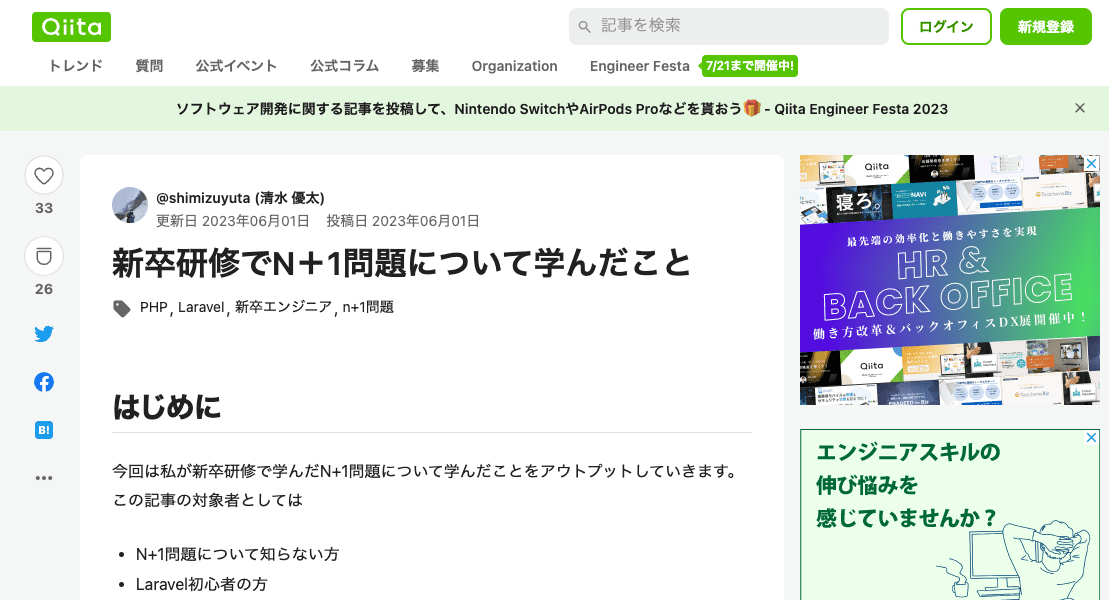 Qiita
記事を検索
ログイン
新規登録
トレンド 質問 公式イベント 公式コラム 募集 Organization Engineer Festa 7/21まで開催中!
ソフトウェア開発に関する記事を投稿して、Nintendo SwitchやAirPods Proなどを貰おう🎁 - Qiita Engineer Festa 2023
33
26
B!
@shimizuyuta (清水 優太)
更新日 2023年06月01日 投稿日 2023年06月01日
新卒研修でN＋1問題について学んだこと
PHP, Laravel, 新卒エンジニア, n+1問題
はじめに
今回は私が新卒研修で学んだN+1問題について学んだことをアウトプットしていきます。
この記事の対象者としては
• N+1問題について知らない方
• Laravel初心者の方
Qiita
寝ろ。
最先端の効率化と働きやすさを実現
HR &
BACK OFFICE
働き方改革&バックオフィスDX展開催中！
Qiita
エンジニアスキルの
伸び悩みを
感じていませんか？